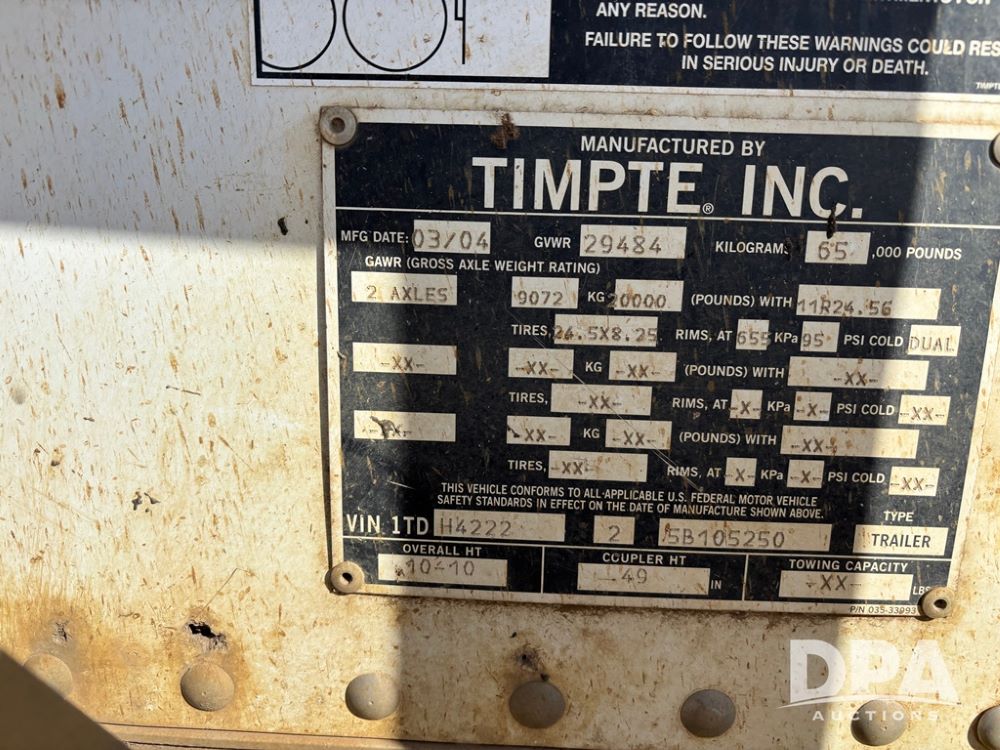 ANY REASON.
FAILURE TO FOLLOW THESE WARNINGS COULD RES
IN SERIOUS INJURY OR DEATH.
TIMPTE
MANUFACTURED BY
TIMPTE® INC.
MFG DATE: 03/04 GVWR 29484 KILOGRAMS 65 ,000 POUNDS
GAWR (GROSS AXLE WEIGHT RATING)
2 AXLES 9072 KG 20000 (POUNDS) WITH 11R24.5G
TIRES, 24.5X8.25 RIMS, AT 655 KPa 95 PSI COLD DUAL
-XX- -XX- KG -XX- (POUNDS) WITH -XX-
TIRES, -XX- RIMS, AT -X- KPa -X- PSI COLD -XX-
-XX- -XX- KG -XX- (POUNDS) WITH -XX-
TIRES, -XX- RIMS, AT -X- KPa -X- PSI COLD -XX-
THIS VEHICLE CONFORMS TO ALL APPLICABLE U.S. FEDERAL MOTOR VEHICLE
SAFETY STANDARDS IN EFFECT ON THE DATE OF MANUFACTURE SHOWN ABOVE.
VIN 1TD H4222 2 5B105250 TYPE TRAILER
OVERALL HT 10-10 COUPLER HT 49 IN TOWING CAPACITY -XX- LBS
P/N 035-33993
DPA
AUCTIONS